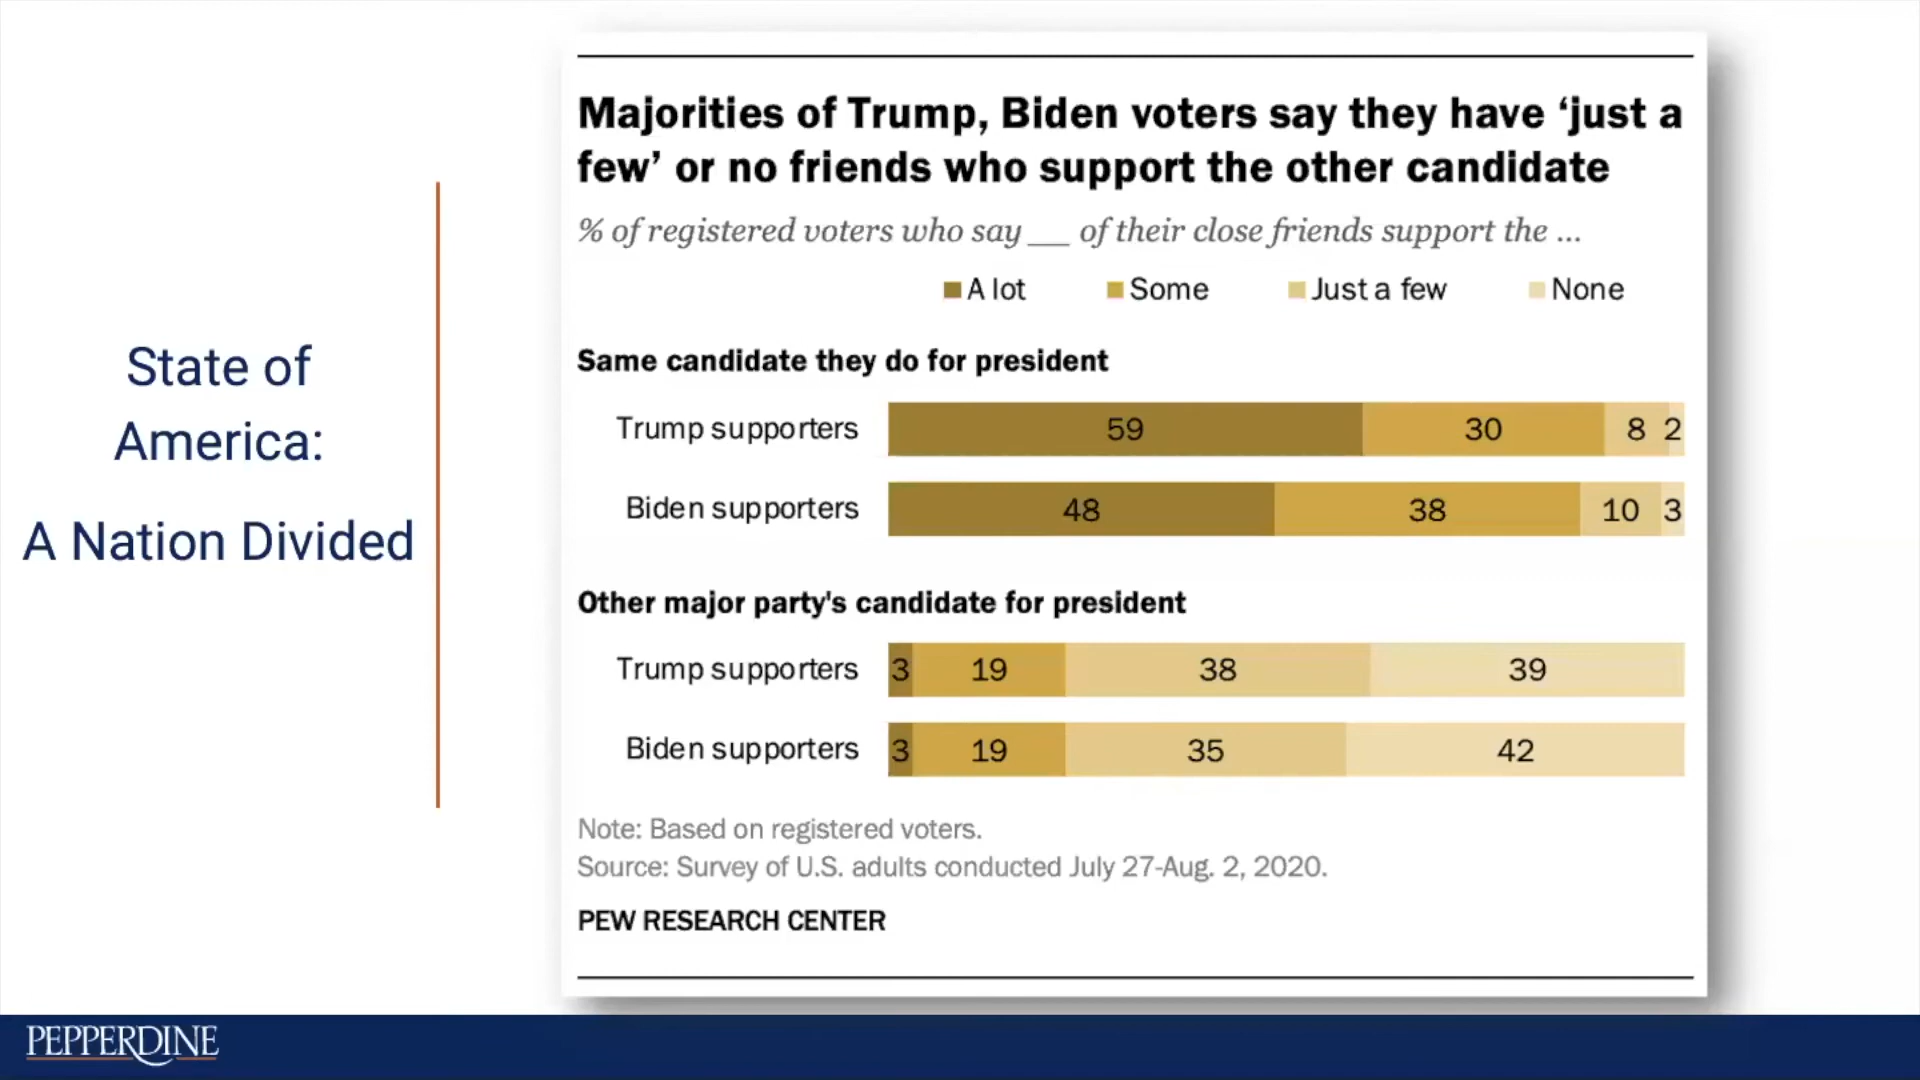 State of
America:
A Nation Divided
Majorities of Trump, Biden voters say they have ‘just a
few’ or no friends who support the other candidate
% of registered voters who say ___ of their close friends support the ...
A lot Some Just a few None
Same candidate they do for president
Trump supporters 59 30 8 2
Biden supporters 48 38 10 3
Other major party's candidate for president
Trump supporters 3 19 38 39
Biden supporters 3 19 35 42
Note: Based on registered voters.
Source: Survey of U.S. adults conducted July 27-Aug. 2, 2020.
PEW RESEARCH CENTER
PEPPERDINE